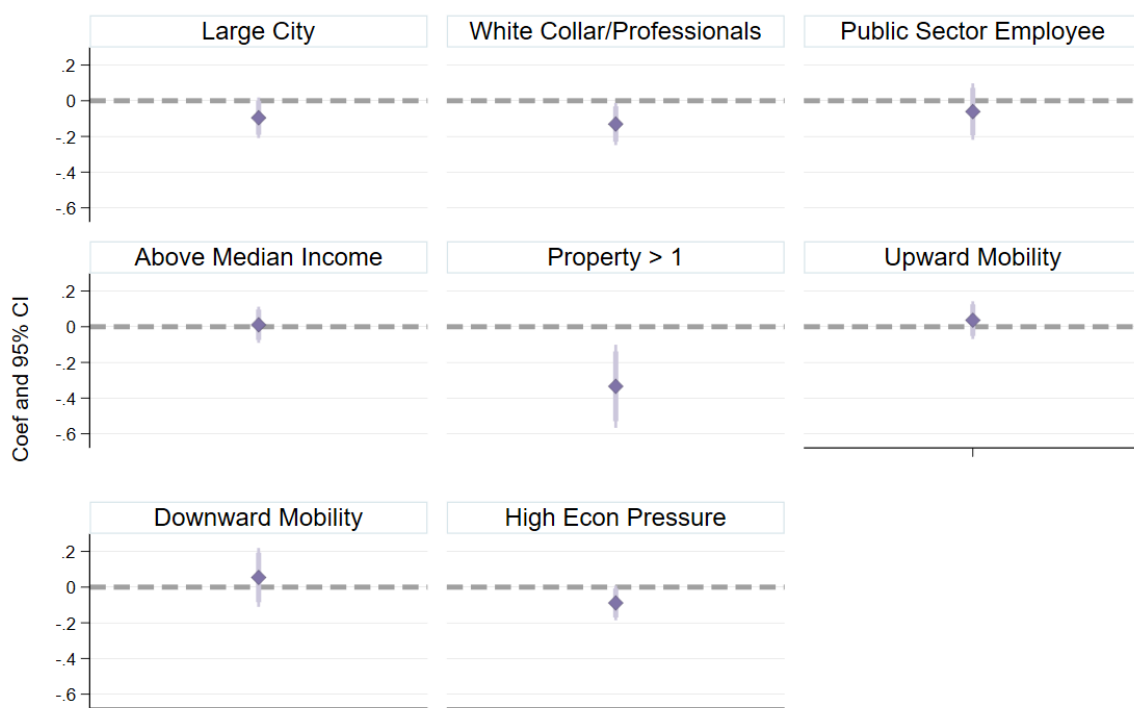 Large City
White Collar/Professionals
Public Sector Employee
.2
0
-.2
-.4
-.6
Above Median Income
Property > 1
Upward Mobility
.2
0
-.2
-.4
-.6
Coef and 95% CI
Downward Mobility
High Econ Pressure
.2
0
-.2
-.4
-.6